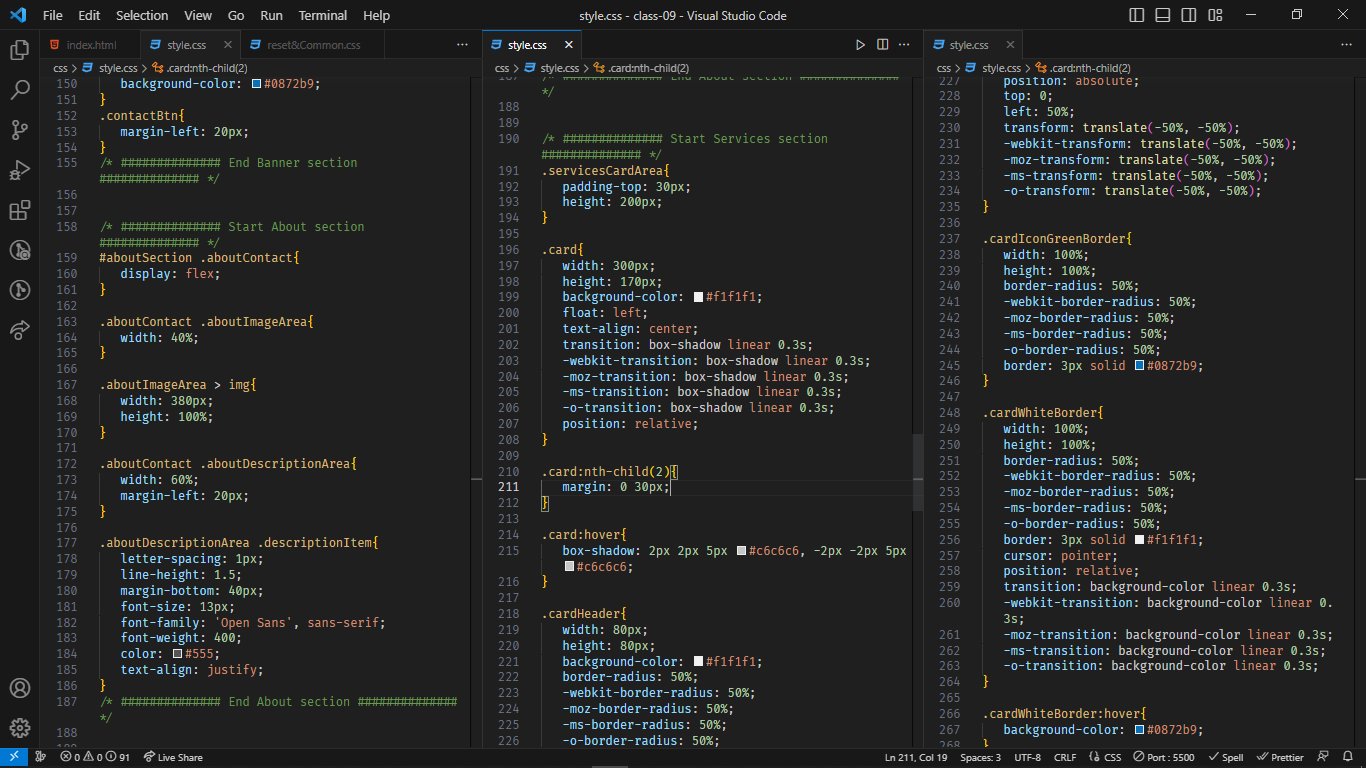 File Edit Selection View Go Run Terminal Help
style.css - class-09 - Visual Studio Code
index.html
style.css
reset&Common.css
css > style.css > .card:nth-child(2)
150 background-color: #0872b9;
151 }
152 .contactBtn{
153 margin-left: 20px;
154 }
155 /* ############## End Banner section
############## */
156
157
158 /* ############## Start About section
############## */
159 #aboutSection .aboutContact{
160 display: flex;
161 }
162
163 .aboutContact .aboutImageArea{
164 width: 40%;
165 }
166
167 .aboutImageArea > img{
168 width: 380px;
169 height: 100%;
170 }
171
172 .aboutContact .aboutDescriptionArea{
173 width: 60%;
174 margin-left: 20px;
175 }
176
177 .aboutDescriptionArea .descriptionItem{
178 letter-spacing: 1px;
179 line-height: 1.5;
180 margin-bottom: 40px;
181 font-size: 13px;
182 font-family: 'Open Sans', sans-serif;
183 font-weight: 400;
184 color: #555;
185 text-align: justify;
186 }
187 /* ############## End About section ##############
*/
188
style.css
css > style.css > .card:nth-child(2)
187 /* ############## End About section ##############
*/
188
189
190 /* ############## Start Services section
############## */
191 .servicesCardArea{
192 padding-top: 30px;
193 height: 200px;
194 }
195
196 .card{
197 width: 300px;
198 height: 170px;
199 background-color: #f1f1f1;
200 float: left;
201 text-align: center;
202 transition: box-shadow linear 0.3s;
203 -webkit-transition: box-shadow linear 0.3s;
204 -moz-transition: box-shadow linear 0.3s;
205 -ms-transition: box-shadow linear 0.3s;
206 -o-transition: box-shadow linear 0.3s;
207 position: relative;
208 }
209
210 .card:nth-child(2){
211 margin: 0 30px;
212 }
213
214 .card:hover{
215 box-shadow: 2px 2px 5px #c6c6c6, -2px -2px 5px
#c6c6c6;
216 }
217
218 .cardHeader{
219 width: 80px;
220 height: 80px;
221 background-color: #f1f1f1;
222 border-radius: 50%;
223 -webkit-border-radius: 50%;
224 -moz-border-radius: 50%;
225 -ms-border-radius: 50%;
226 -o-border-radius: 50%;
style.css
css > style.css > .card:nth-child(2)
227 position: absolute;
228 top: 0;
229 left: 50%;
230 transform: translate(-50%, -50%);
231 -webkit-transform: translate(-50%, -50%);
232 -moz-transform: translate(-50%, -50%);
233 -ms-transform: translate(-50%, -50%);
234 -o-transform: translate(-50%, -50%);
235 }
236
237 .cardIconGreenBorder{
238 width: 100%;
239 height: 100%;
240 border-radius: 50%;
241 -webkit-border-radius: 50%;
242 -moz-border-radius: 50%;
243 -ms-border-radius: 50%;
244 -o-border-radius: 50%;
245 border: 3px solid #0872b9;
246 }
247
248 .cardWhiteBorder{
249 width: 100%;
250 height: 100%;
251 border-radius: 50%;
252 -webkit-border-radius: 50%;
253 -moz-border-radius: 50%;
254 -ms-border-radius: 50%;
255 -o-border-radius: 50%;
256 border: 3px solid #f1f1f1;
257 cursor: pointer;
258 position: relative;
259 transition: background-color linear 0.3s;
260 -webkit-transition: background-color linear 0.
3s;
261 -moz-transition: background-color linear 0.3s;
262 -ms-transition: background-color linear 0.3s;
263 -o-transition: background-color linear 0.3s;
264 }
265
266 .cardWhiteBorder:hover{
267 background-color: #0872b9;
268 }
0 0 91 Live Share
Ln 211, Col 19 Spaces: 3 UTF-8 CRLF CSS Port : 5500 Spell Prettier